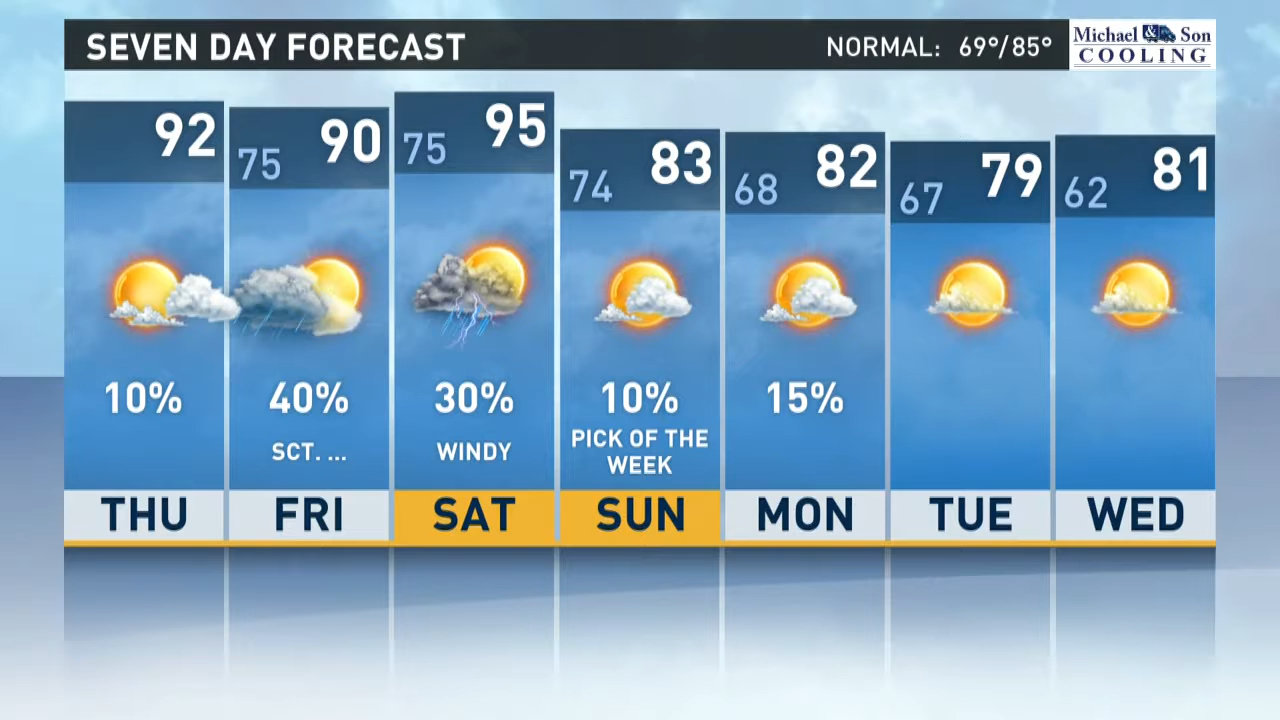 SEVEN DAY FORECAST
NORMAL: 69°/85°
Michael & Son
COOLING
92
75 90
75 95
74 83
68 82
67 79
62 81
10%
40%
30%
10%
15%
SCT. ...
WINDY
PICK OF THE
WEEK
THU
FRI
SAT
SUN
MON
TUE
WED